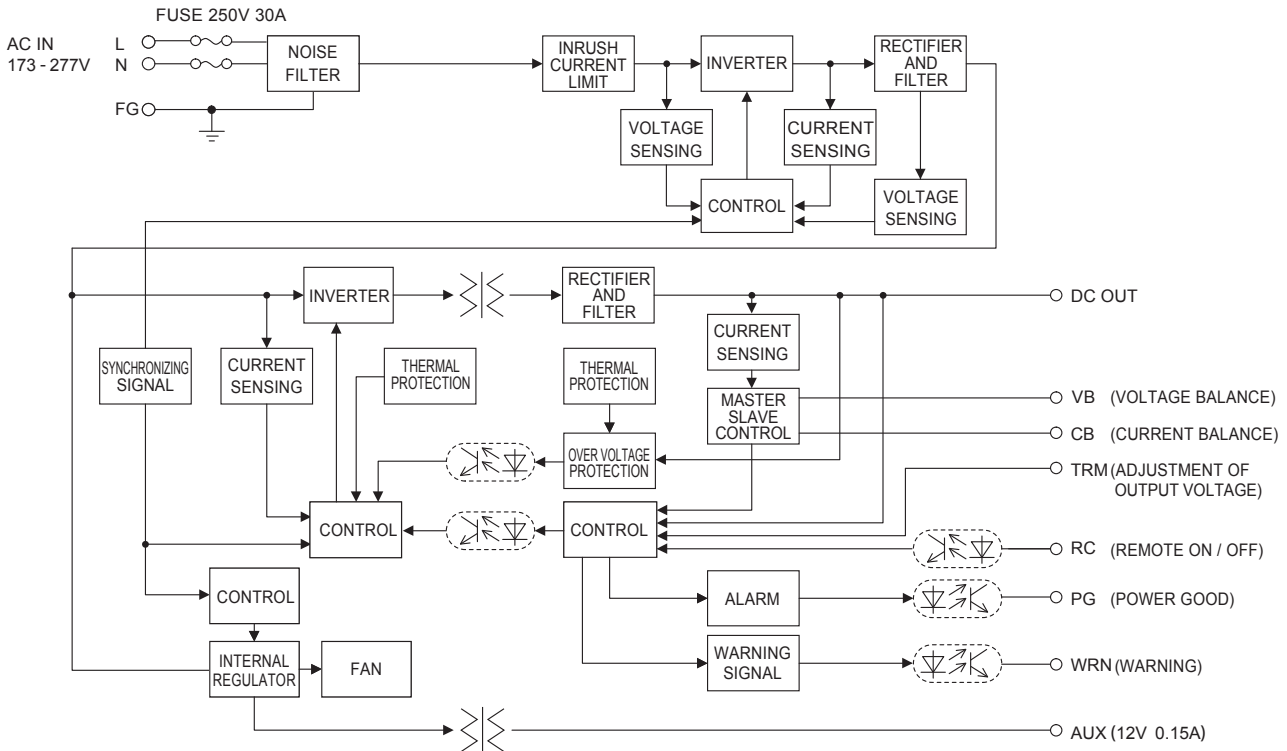 FUSE 250V 30A
AC IN
173 - 277V
L
N
FG
NOISE
FILTER
INRUSH
CURRENT
LIMIT
INVERTER
RECTIFIER
AND
FILTER
VOLTAGE
SENSING
CURRENT
SENSING
CONTROL
VOLTAGE
SENSING
INVERTER
RECTIFIER
AND
FILTER
DC OUT
SYNCHRONIZING
SIGNAL
CURRENT
SENSING
THERMAL
PROTECTION
THERMAL
PROTECTION
CURRENT
SENSING
MASTER
SLAVE
CONTROL
VB (VOLTAGE BALANCE)
CB (CURRENT BALANCE)
OVER VOLTAGE
PROTECTION
TRM (ADJUSTMENT OF
OUTPUT VOLTAGE)
CONTROL
CONTROL
RC (REMOTE ON / OFF)
CONTROL
ALARM
PG (POWER GOOD)
INTERNAL
REGULATOR
FAN
WARNING
SIGNAL
WRN (WARNING)
AUX (12V 0.15A)